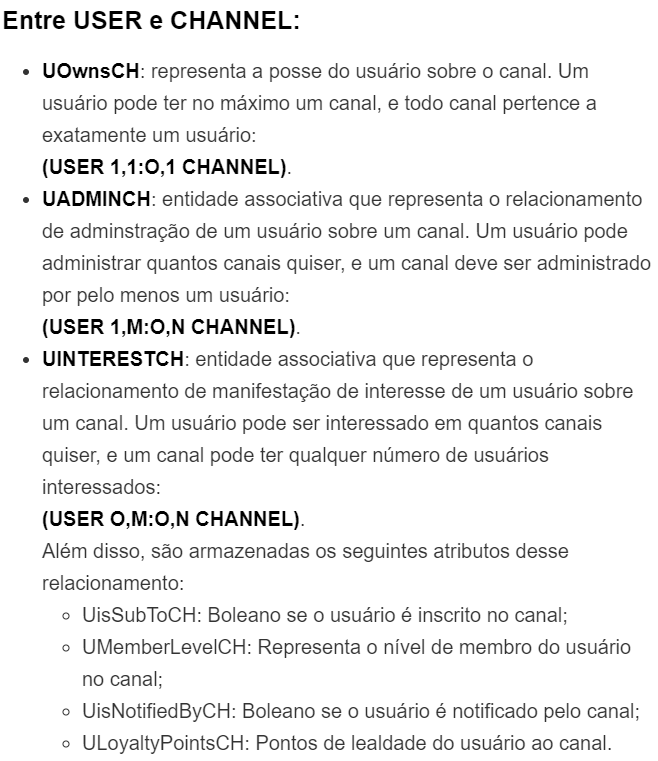 Entre USER e CHANNEL:
• UOwnsCH: representa a posse do usuário sobre o canal. Um
usuário pode ter no máximo um canal, e todo canal pertence a
exatamente um usuário:
(USER 1,1:O,1 CHANNEL).
• UADMINCH: entidade associativa que representa o relacionamento
de adminstração de um usuário sobre um canal. Um usuário pode
administrar quantos canais quiser, e um canal deve ser administrado
por pelo menos um usuário:
(USER 1,M:O,N CHANNEL).
• UINTERESTCH: entidade associativa que representa o
relacionamento de manifestação de interesse de um usuário sobre
um canal. Um usuário pode ser interessado em quantos canais
quiser, e um canal pode ter qualquer número de usuários
interessados:
(USER O,M:O,N CHANNEL).
Além disso, são armazenadas os seguintes atributos desse
relacionamento:
◦ UisSubToCH: Boleano se o usuário é inscrito no canal;
◦ UMemberLevelCH: Representa o nível de membro do usuário
no canal;
◦ UisNotifiedByCH: Boleano se o usuário é notificado pelo canal;
◦ ULoyaltyPointsCH: Pontos de lealdade do usuário ao canal.